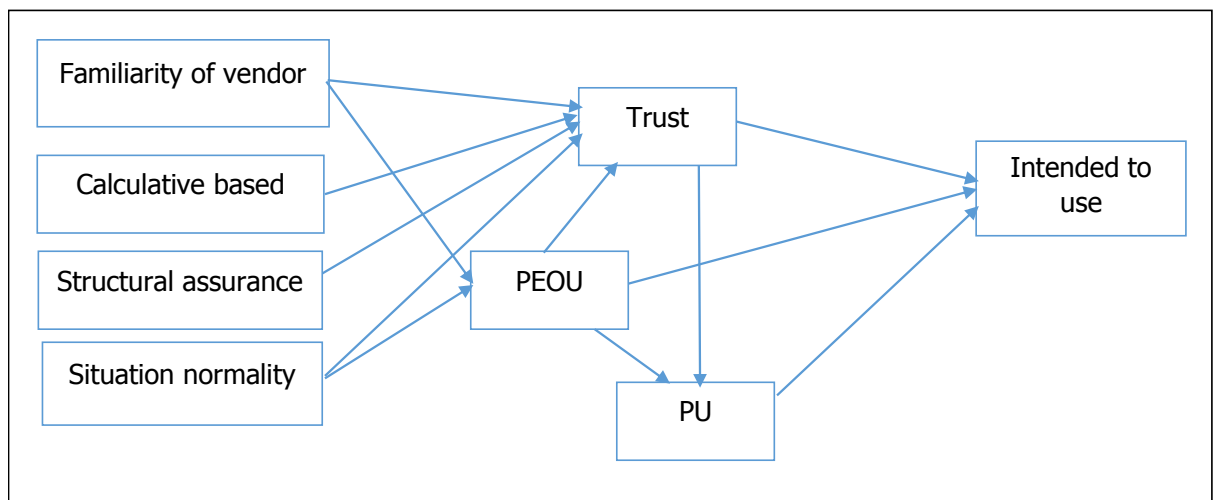 Familiarity of vendor
Trust
Calculative based
Intended to
use
Structural assurance
PEOU
Situation normality
PU